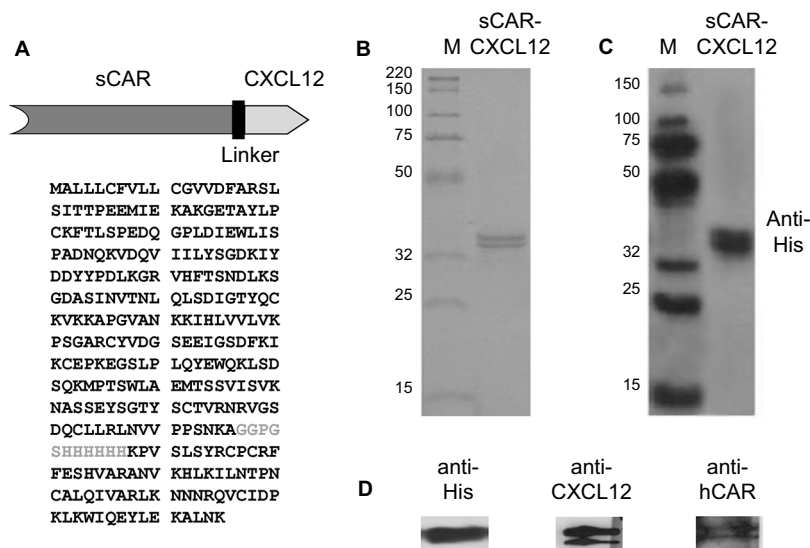 A
sCAR
CXCL12
Linker
MALLLCFVLL CGVVDFARSL
SITTPEEMIE KAKGETAYLP
CKFTLSPEDQ GPLDIEWLIS
PADNQKVDQV IILYSGDKIY
DDYYPDLKGR VHFTSNDLKS
GDASINVTNL QLSDIGTYQC
KVKKAPGVAN KKIHLVVLVK
PSGARCYVDG SEEIGSDFKI
KCEPKEGSLP LQYEWQKLSD
SQKMPTSWLA EMTSSVISVK
NASSEYSGTY SCTVRNRVGS
DQCLLRLNVV PPSNKAGGPG
SHHHHHHKPV SLSYRCPCRF
FESHVARANV KHLKILNTPN
CALQIVARLK NNNRQVCIDP
KLKWIQEYLE KALNK
B
sCAR-
M CXCL12
220
150
100
75
50
32
25
15
C
sCAR-
M CXCL12
150
100
75
50
32
25
15
Anti-
His
D
anti-
His
anti-
CXCL12
anti-
hCAR